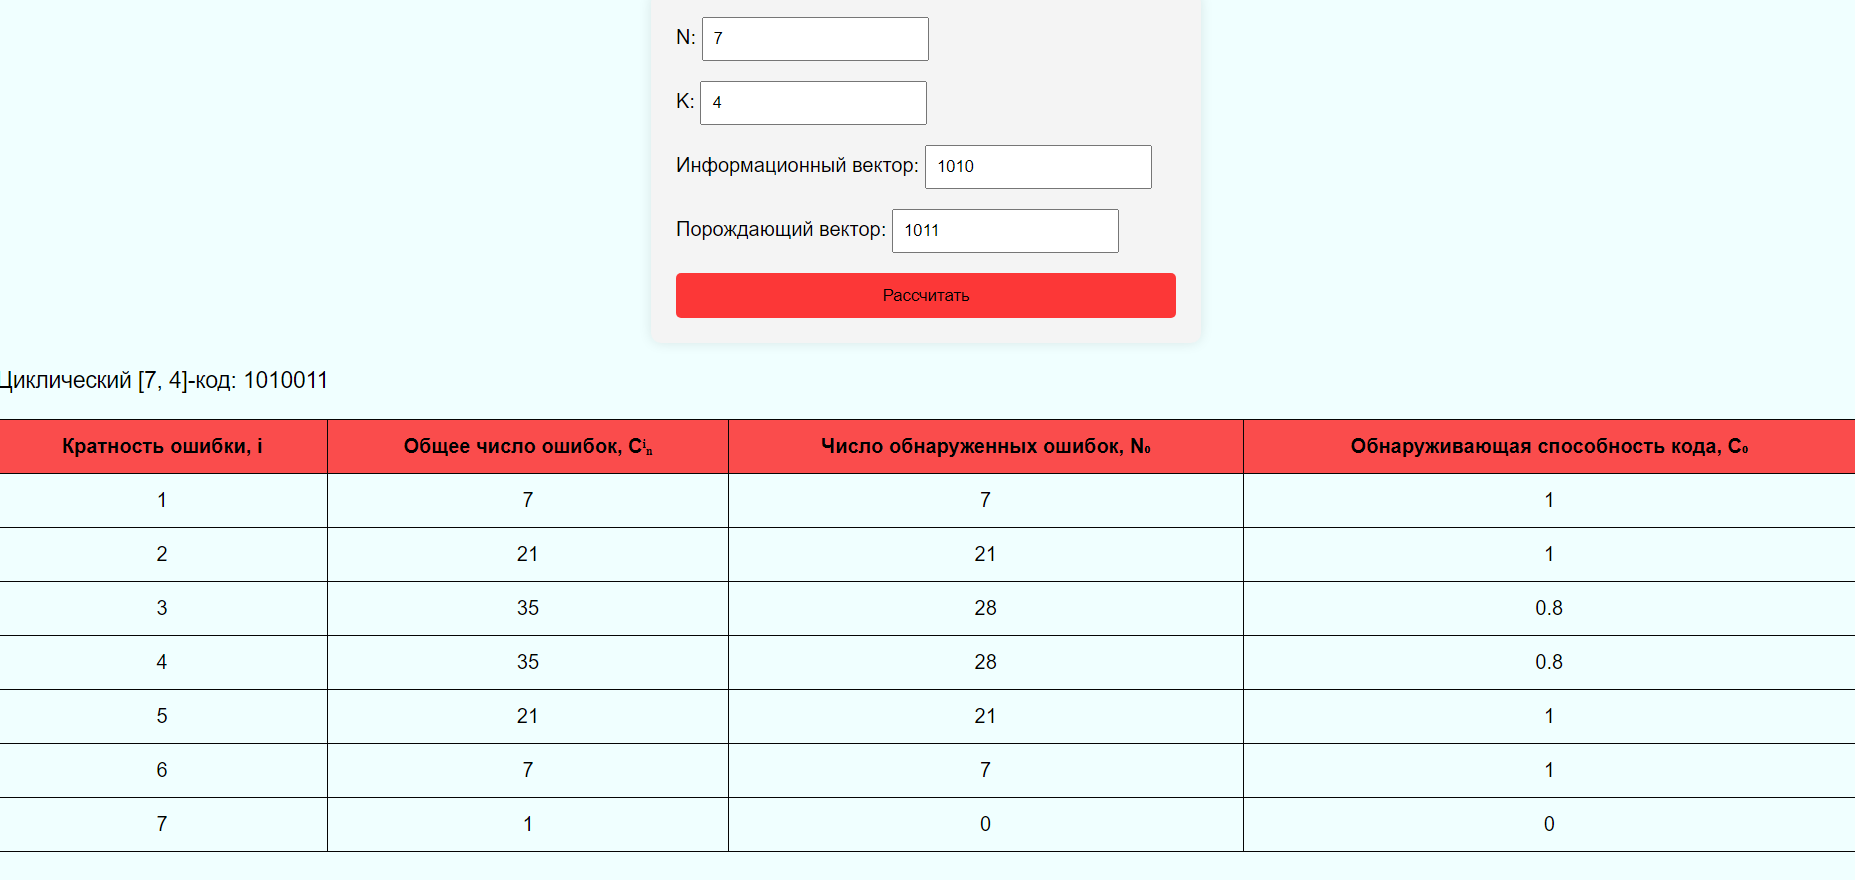 N: 7
K: 4
Информационный вектор: 1010
Порождающий вектор: 1011
Рассчитать
Циклический [7, 4]-код: 1010011
Кратность ошибки, i Общее число ошибок, Cⁱₙ Число обнаруженных ошибок, N₀ Обнаруживающая способность кода, C₀
1 7 7 1
2 21 21 1
3 35 28 0.8
4 35 28 0.8
5 21 21 1
6 7 7 1
7 1 0 0